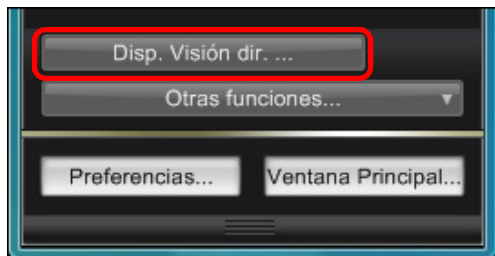 Disp. Visión dir. ...
Otras funciones...
Preferencias...
Ventana Principal...